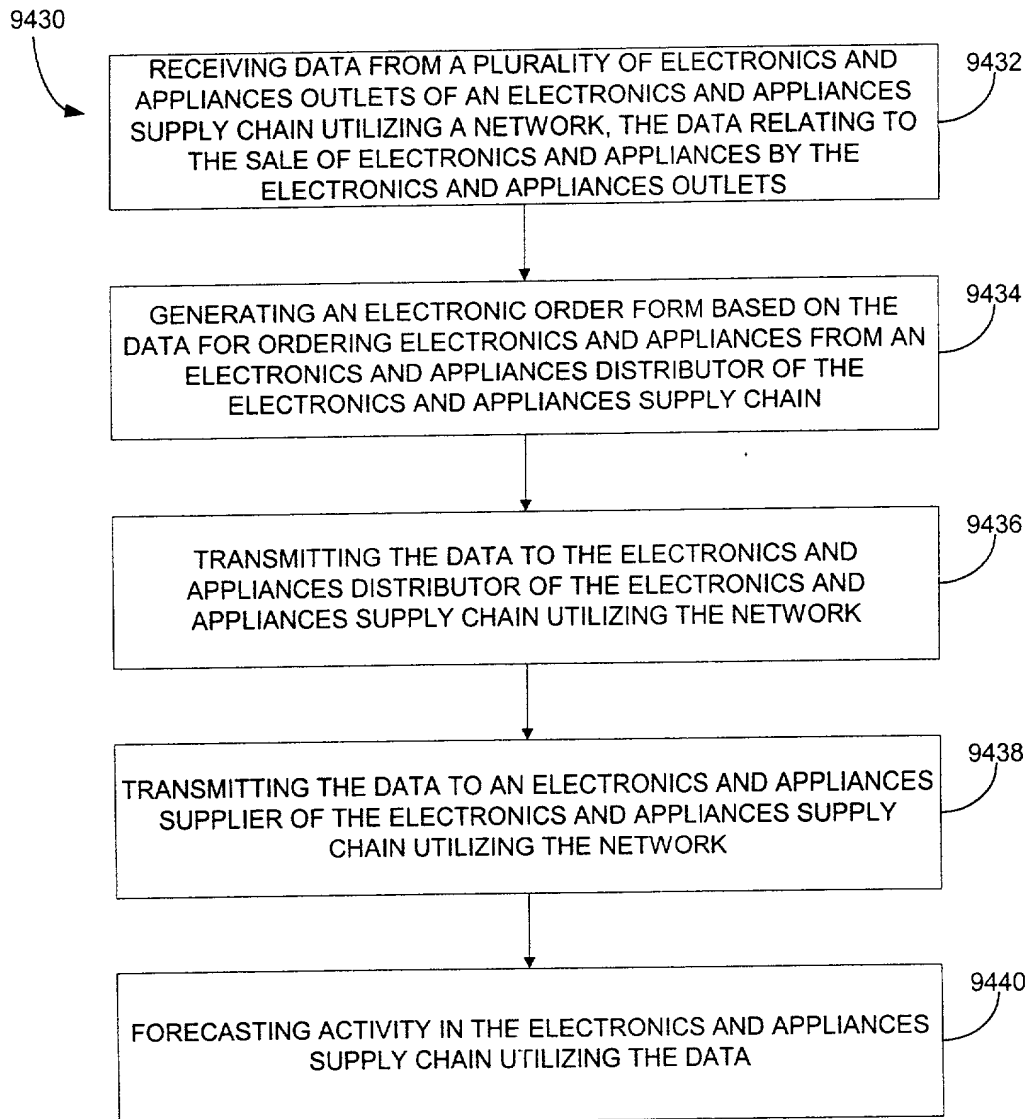 9430
RECEIVING DATA FROM A PLURALITY OF ELECTRONICS AND
APPLIANCES OUTLETS OF AN ELECTRONICS AND APPLIANCES
SUPPLY CHAIN UTILIZING A NETWORK, THE DATA RELATING TO
THE SALE OF ELECTRONICS AND APPLIANCES BY THE
ELECTRONICS AND APPLIANCES OUTLETS
9432
GENERATING AN ELECTRONIC ORDER FORM BASED ON THE
DATA FOR ORDERING ELECTRONICS AND APPLIANCES FROM AN
ELECTRONICS AND APPLIANCES DISTRIBUTOR OF THE
ELECTRONICS AND APPLIANCES SUPPLY CHAIN
9434
TRANSMITTING THE DATA TO THE ELECTRONICS AND
APPLIANCES DISTRIBUTOR OF THE ELECTRONICS AND
APPLIANCES SUPPLY CHAIN UTILIZING THE NETWORK
9436
TRANSMITTING THE DATA TO AN ELECTRONICS AND APPLIANCES
SUPPLIER OF THE ELECTRONICS AND APPLIANCES SUPPLY
CHAIN UTILIZING THE NETWORK
9438
FORECASTING ACTIVITY IN THE ELECTRONICS AND APPLIANCES
SUPPLY CHAIN UTILIZING THE DATA
9440